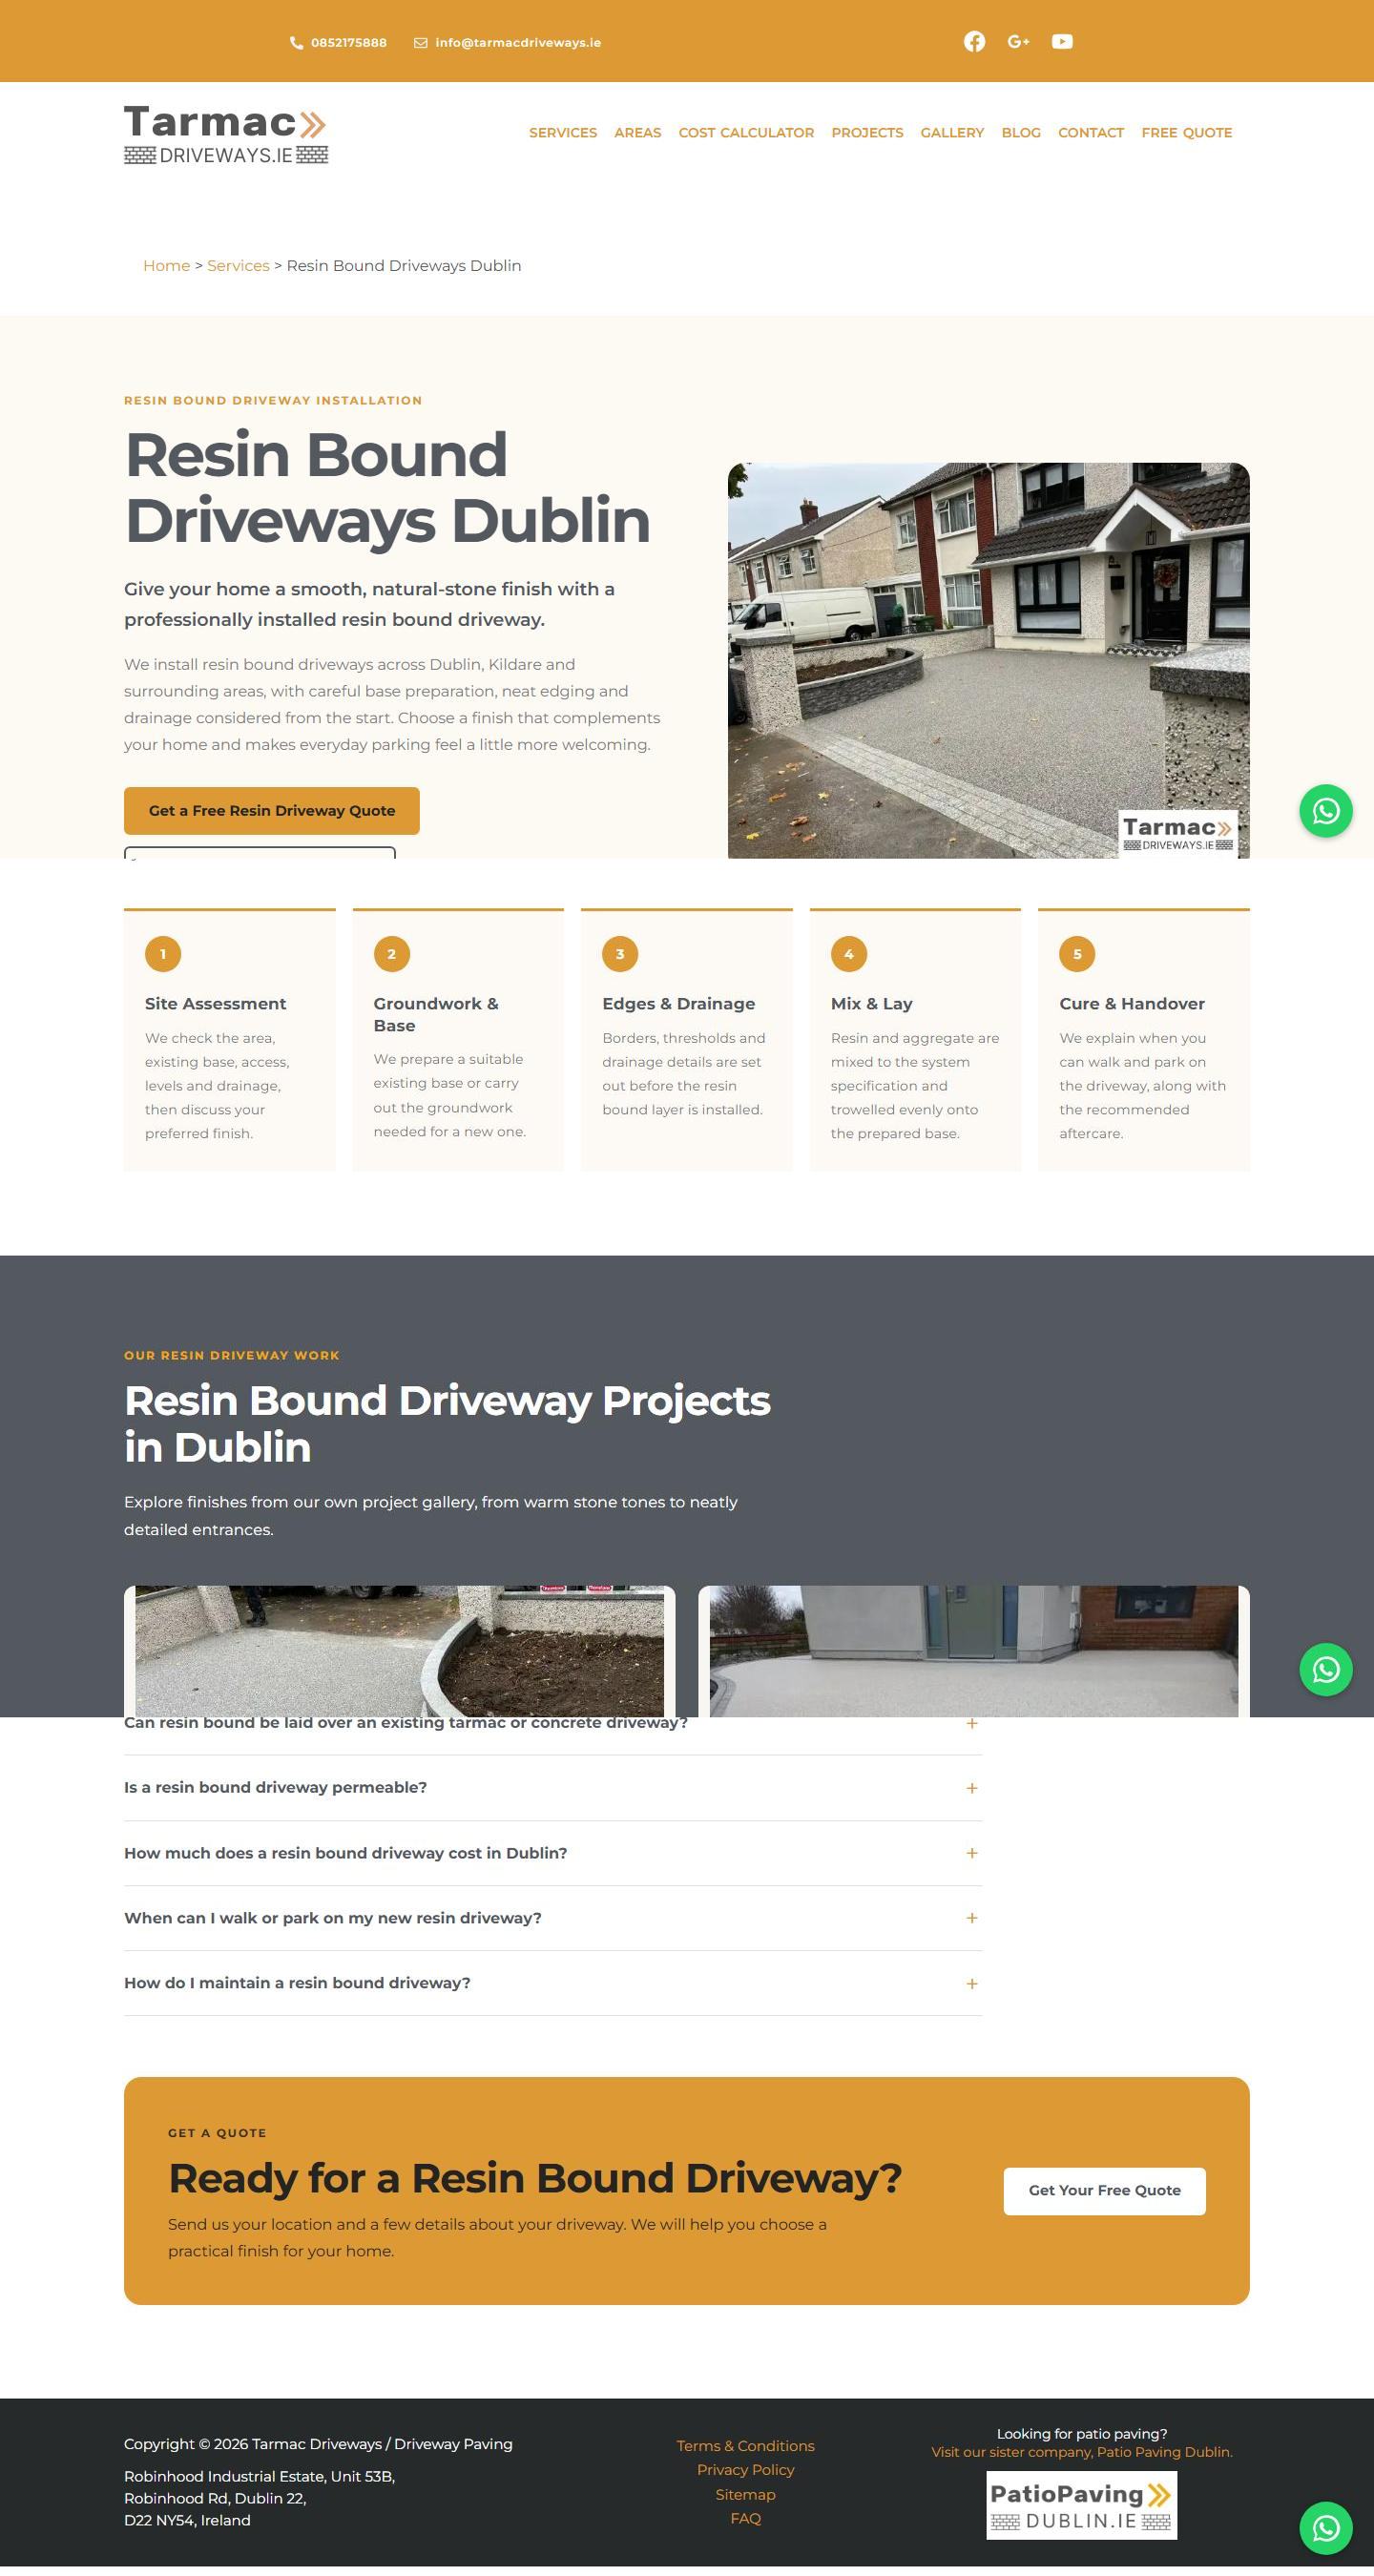 0852175888
info@tarmacdriveways.ie
Tarmac
DRIVEWAYS.IE
SERVICES AREAS COST CALCULATOR PROJECTS GALLERY BLOG CONTACT FREE QUOTE
Home > Services > Resin Bound Driveways Dublin
RESIN BOUND DRIVEWAY INSTALLATION
Resin Bound
Driveways Dublin
Give your home a smooth, natural-stone finish with a
professionally installed resin bound driveway.
We install resin bound driveways across Dublin, Kildare and
surrounding areas, with careful base preparation, neat edging and
drainage considered from the start. Choose a finish that complements
your home and makes everyday parking feel a little more welcoming.
Get a Free Resin Driveway Quote
Tarmac
DRIVEWAYS.IE
1
Site Assessment
We check the area,
existing base, access,
levels and drainage,
then discuss your
preferred finish.
2
Groundwork &
Base
We prepare a suitable
existing base or carry
out the groundwork
needed for a new one.
3
Edges & Drainage
Borders, thresholds and
drainage details are set
out before the resin
bound layer is installed.
4
Mix & Lay
Resin and aggregate are
mixed to the system
specification and
trowelled evenly onto
the prepared base.
5
Cure & Handover
We explain when you
can walk and park on
the driveway, along with
the recommended
aftercare.
OUR RESIN DRIVEWAY WORK
Resin Bound Driveway Projects
in Dublin
Explore finishes from our own project gallery, from warm stone tones to neatly
detailed entrances.
Can resin bound be laid over an existing tarmac or concrete driveway?
Is a resin bound driveway permeable?
How much does a resin bound driveway cost in Dublin?
When can I walk or park on my new resin driveway?
How do I maintain a resin bound driveway?
GET A QUOTE
Ready for a Resin Bound Driveway?
Send us your location and a few details about your driveway. We will help you choose a
practical finish for your home.
Get Your Free Quote
Copyright © 2026 Tarmac Driveways / Driveway Paving
Robinhood Industrial Estate, Unit 53B,
Robinhood Rd, Dublin 22,
D22 NY54, Ireland
Terms & Conditions
Privacy Policy
Sitemap
FAQ
Looking for patio paving?
Visit our sister company, Patio Paving Dublin.
PatioPaving
DUBLIN.IE